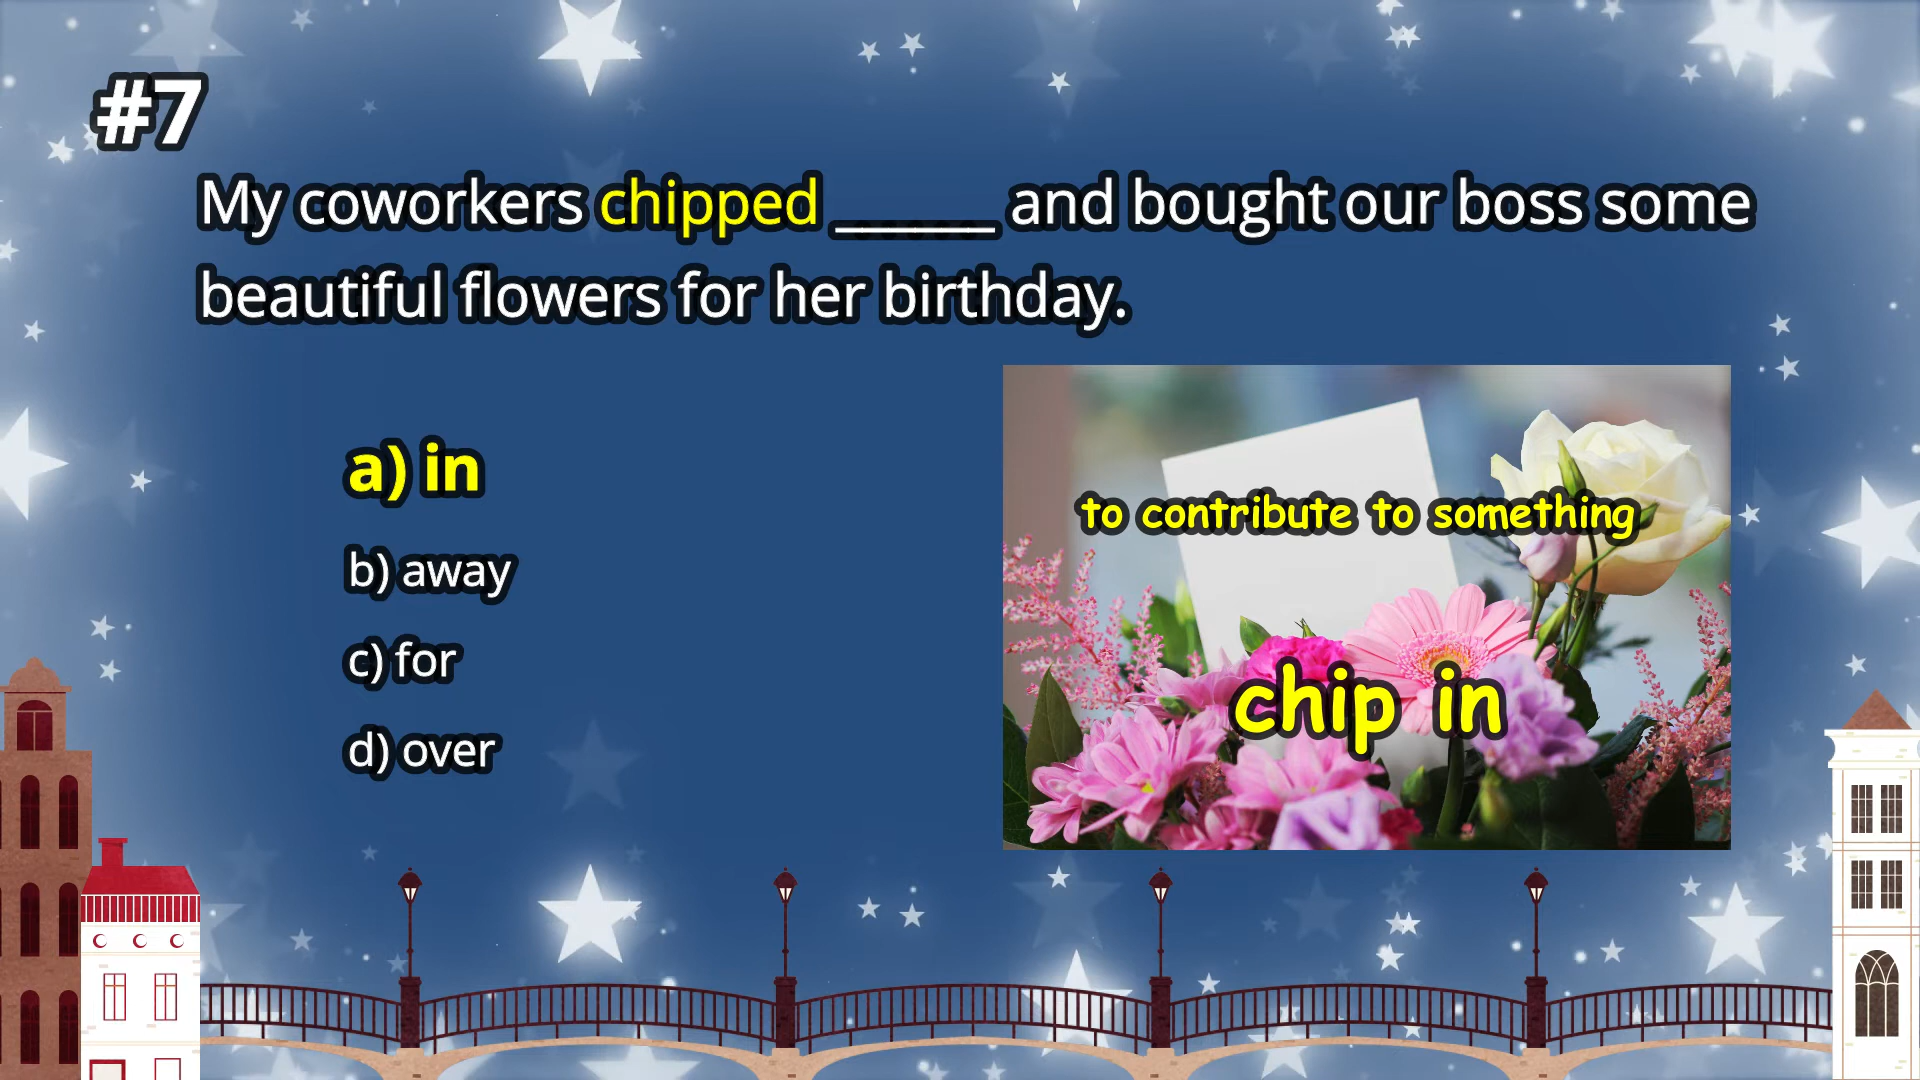 #7
My coworkers chipped ______ and bought our boss some
beautiful flowers for her birthday.
a) in
b) away
c) for
d) over
to contribute to something
chip in